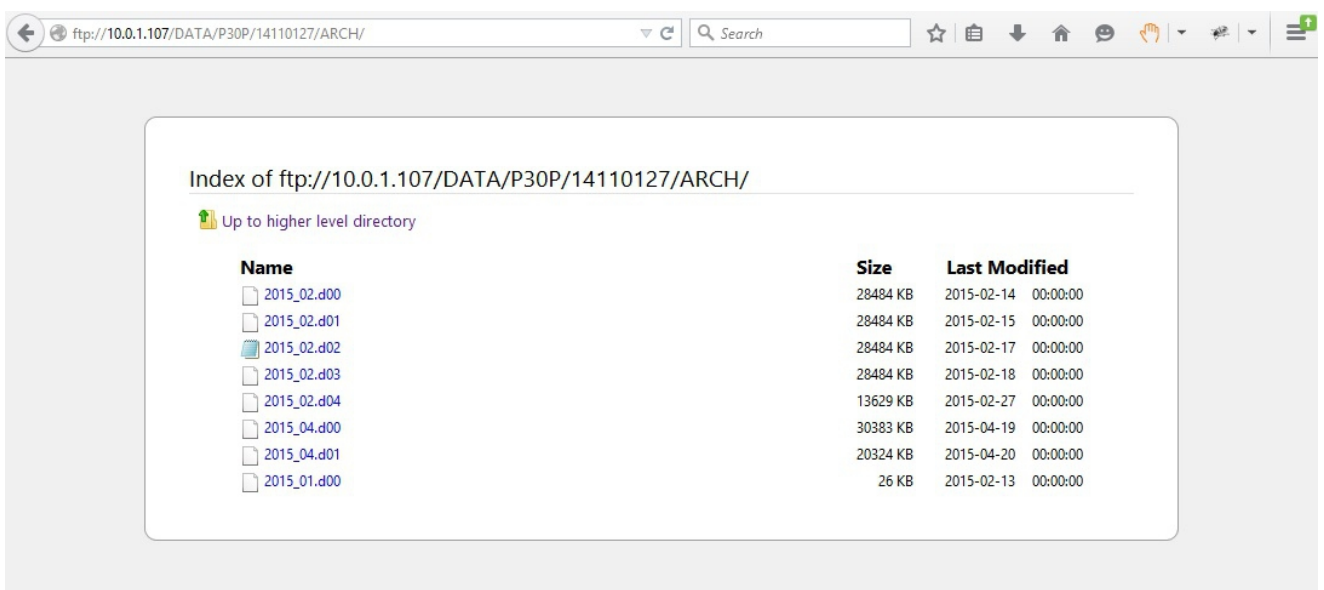 ftp://10.0.1.107/DATA/P30P/14110127/ARCH/ Search
Index of ftp://10.0.1.107/DATA/P30P/14110127/ARCH/
Up to higher level directory
Name Size Last Modified
2015_02.d00 28484 KB 2015-02-14 00:00:00
2015_02.d01 28484 KB 2015-02-15 00:00:00
2015_02.d02 28484 KB 2015-02-17 00:00:00
2015_02.d03 28484 KB 2015-02-18 00:00:00
2015_02.d04 13629 KB 2015-02-27 00:00:00
2015_04.d00 30383 KB 2015-04-19 00:00:00
2015_04.d01 20324 KB 2015-04-20 00:00:00
2015_01.d00 26 KB 2015-02-13 00:00:00